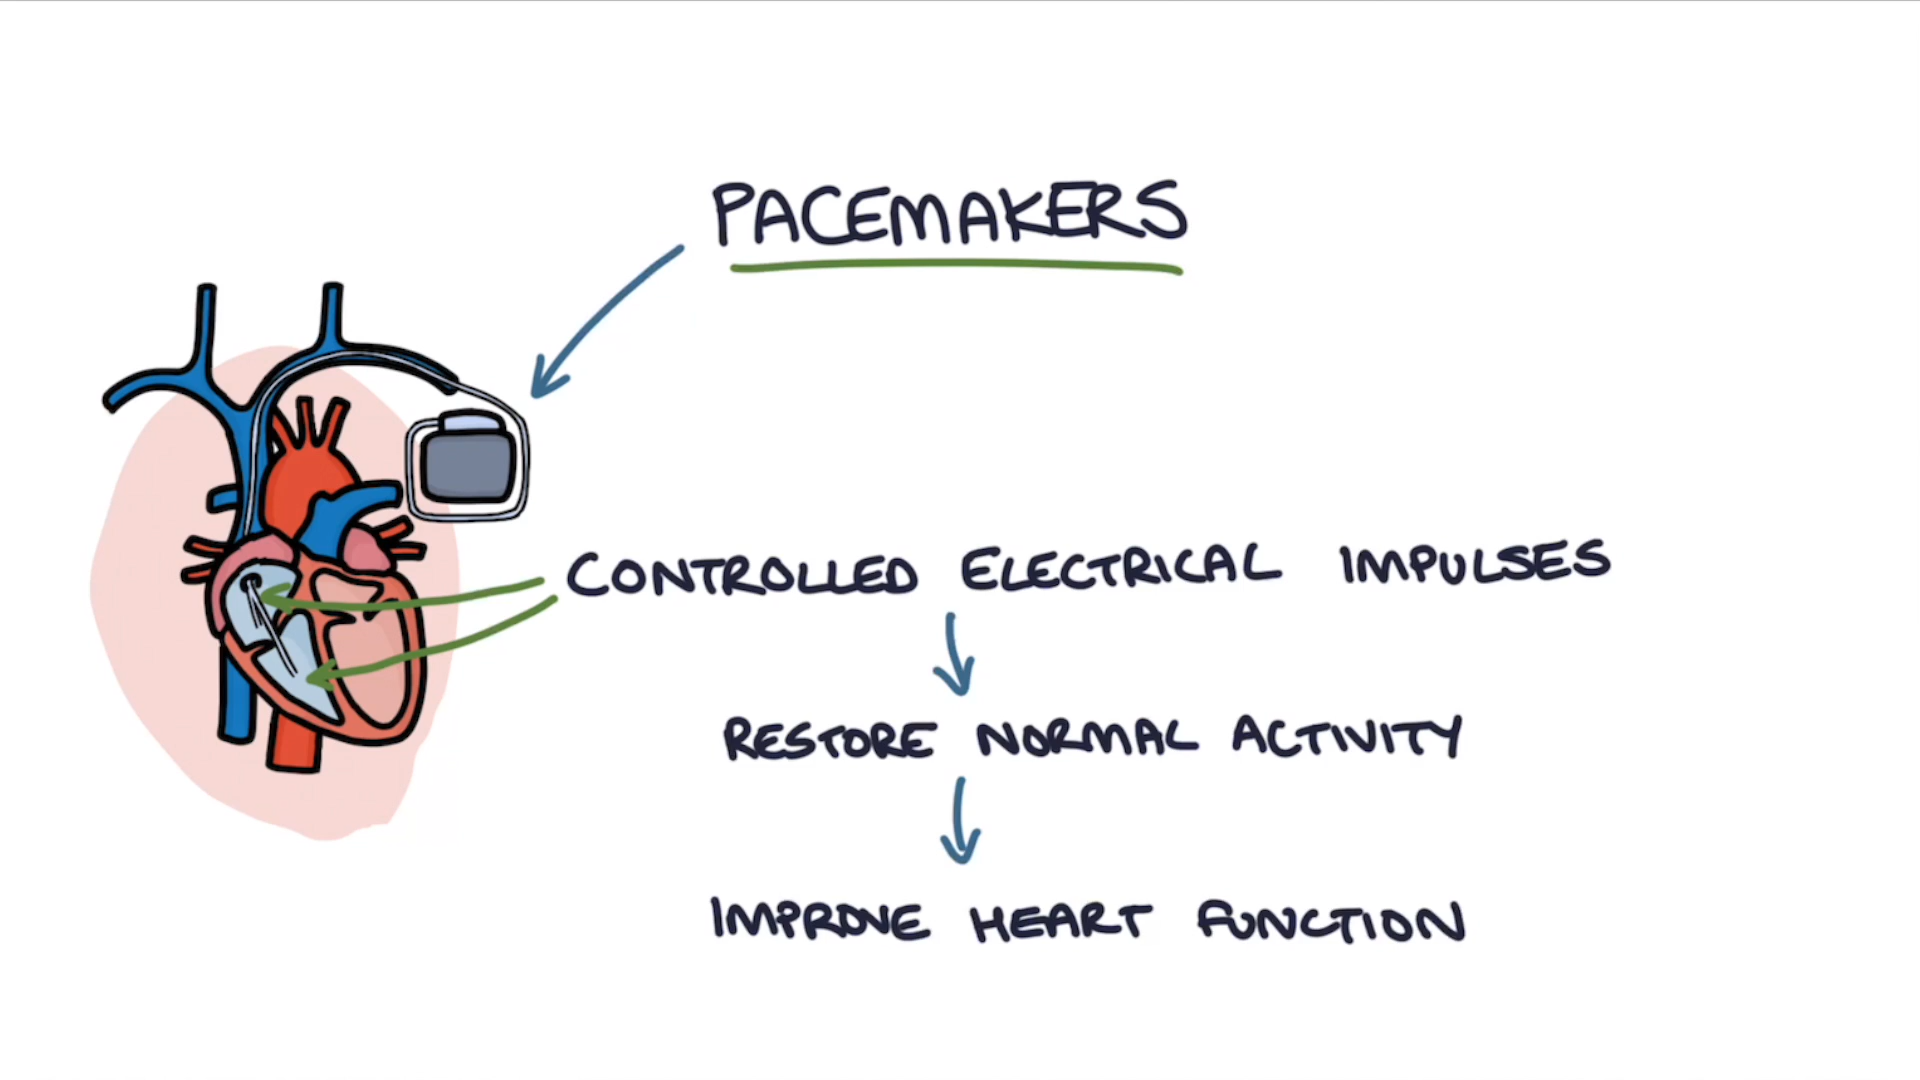 PACEMAKERS
CONTROLLED ELECTRICAL IMPULSES
RESTORE NORMAL ACTIVITY
IMPROVE HEART FUNCTION